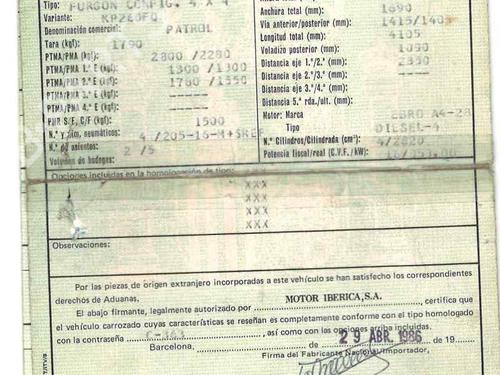 Tipo: FURGON CONFIG. 4 X 4
Variante: KP260FQ
Denominación comercial: PATROL
Tara (kgf): 1790
PTMA/PMA (kgf): 2800 /2280
PTMA/PMA 1.º E (kgf): 1300 /1300
PTMA/PMA 2.º E (kgf): 1760 /1350
PTMA/PMA 3.º E (kgf):
PTMA/PMA 4.º E (kgf):
PMR S/F, C/F (kgf): 1500
N.º y dim. neumáticos: 4 /205-16-M+SREF
N.º de asientos: 2 /5
Volumen de bodegas:
Anchura total (mm): 1690
Vía anterior/posterior (mm): 1415/1405
Longitud total (mm): 4105
Voladizo posterior (mm): 1090
Distancia eje 1.º/2.º (mm): 2350
Distancia eje 2.º/3.º (mm):
Distancia eje 3.º/4.º (mm):
Distancia 5.ª rda./ult. (mm):
Motor: Marca EBRO A4-28
Tipo DIESEL-4
N.º Cilindros/Cilindrada (cm³): 4/2820
Potencia fiscal/real (C.V.F./kW):
Opciones incluidas en la homologación de tipo:
XXX
XXX
XXX
XXX
Observaciones:
Por las piezas de origen extranjero incorporadas a este vehículo se han satisfecho los correspondientes
derechos de Aduanas.
El abajo firmante, legalmente autorizado por MOTOR IBERICA, S.A. , certifica que
el vehículo carrozado cuyas características se reseñan es completamente conforme con el tipo homologado
con la contraseña , así como con las opciones arriba incluidas.
Barcelona, de 29 ABR. 1986 de 19
Firma del Fabricante Nacional/Importador,